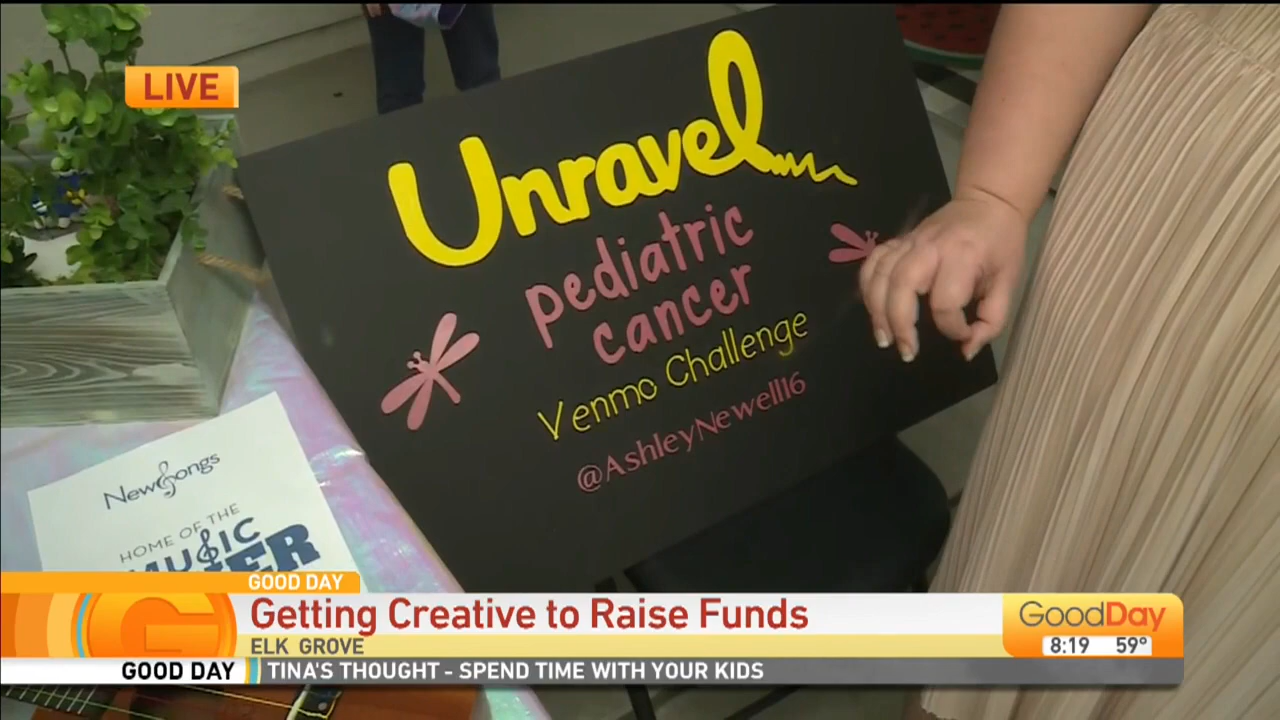 LIVE
Unravel
pediatric
cancer
Venmo Challenge
@AshleyNewell16
NewSongs
HOME OF THE
MUSIC
GOOD DAY
Getting Creative to Raise Funds
ELK GROVE
GoodDay
8:19 59°
GOOD DAY
TINA'S THOUGHT - SPEND TIME WITH YOUR KIDS